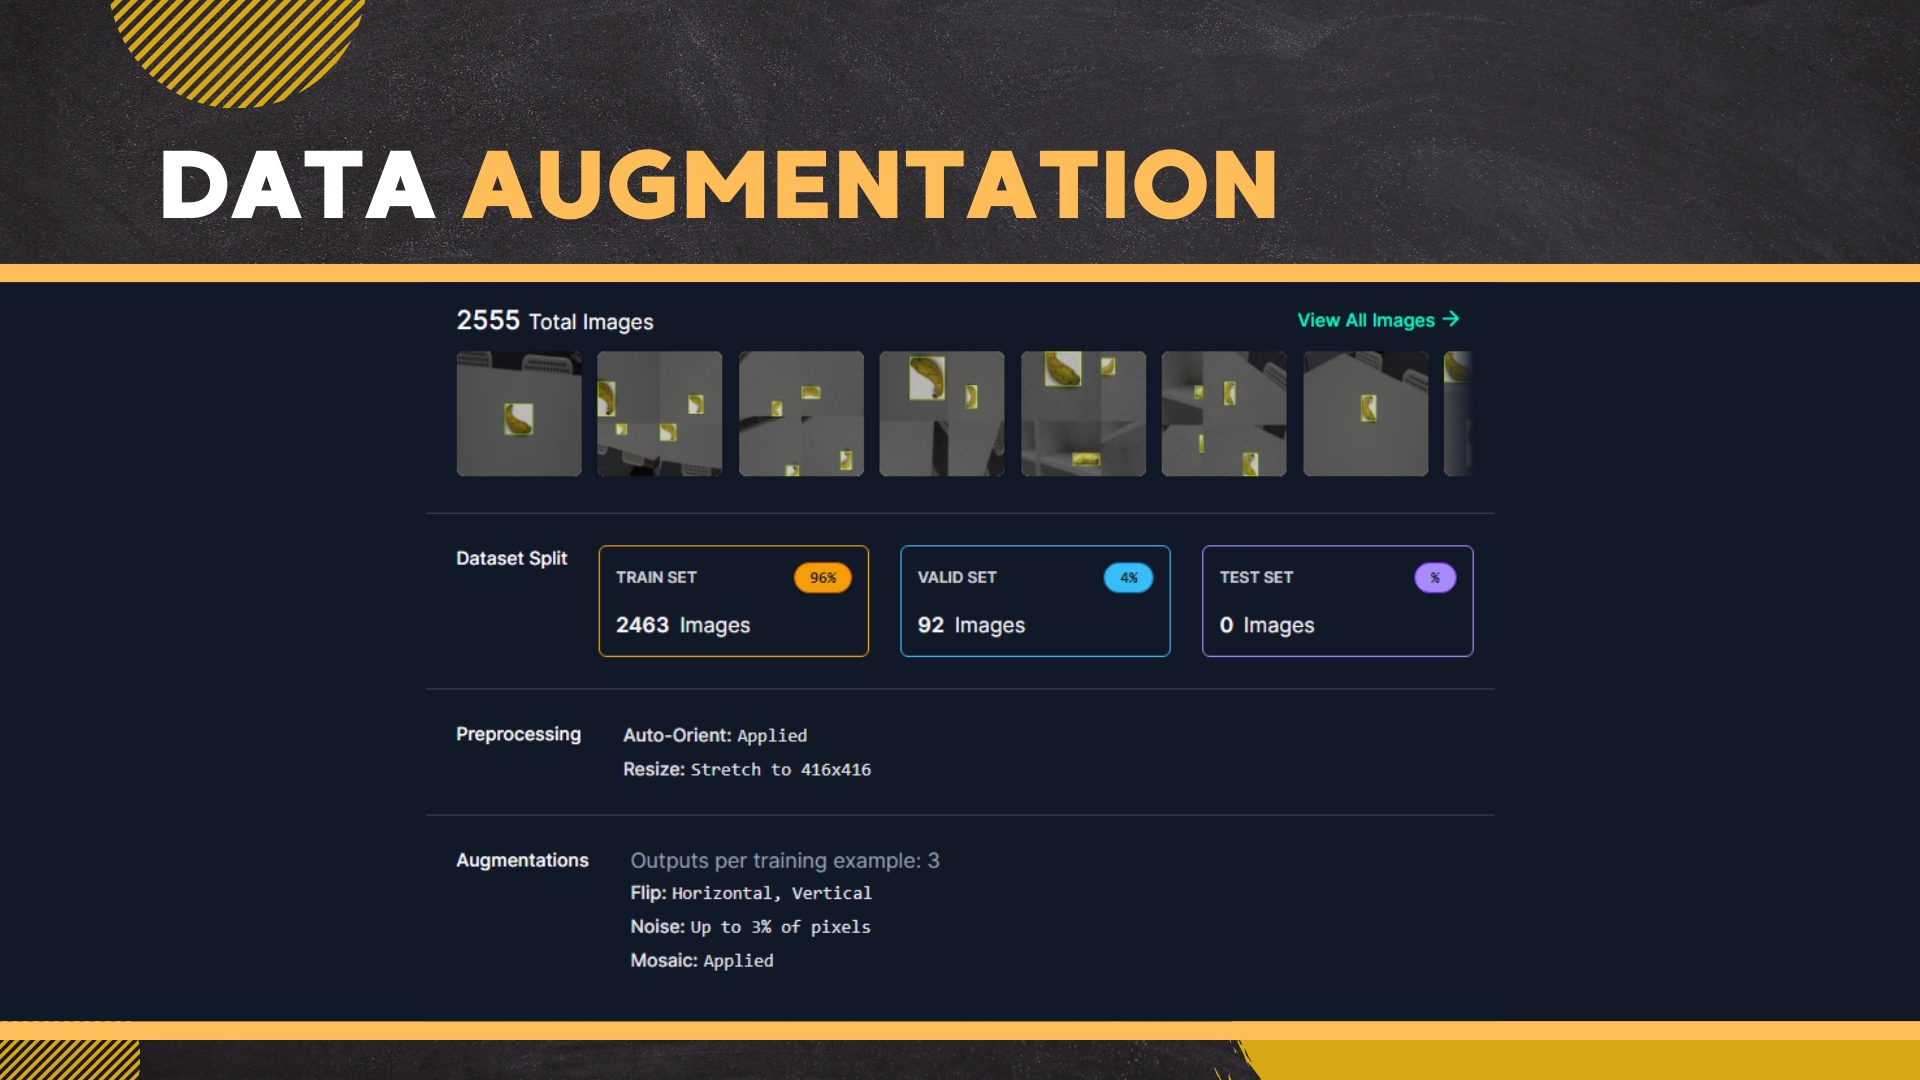 DATA AUGMENTATION
2555 Total Images
View All Images →
Dataset Split
TRAIN SET 96%
2463 Images
VALID SET 4%
92 Images
TEST SET %
0 Images
Preprocessing
Auto-Orient: Applied
Resize: Stretch to 416x416
Augmentations
Outputs per training example: 3
Flip: Horizontal, Vertical
Noise: Up to 3% of pixels
Mosaic: Applied